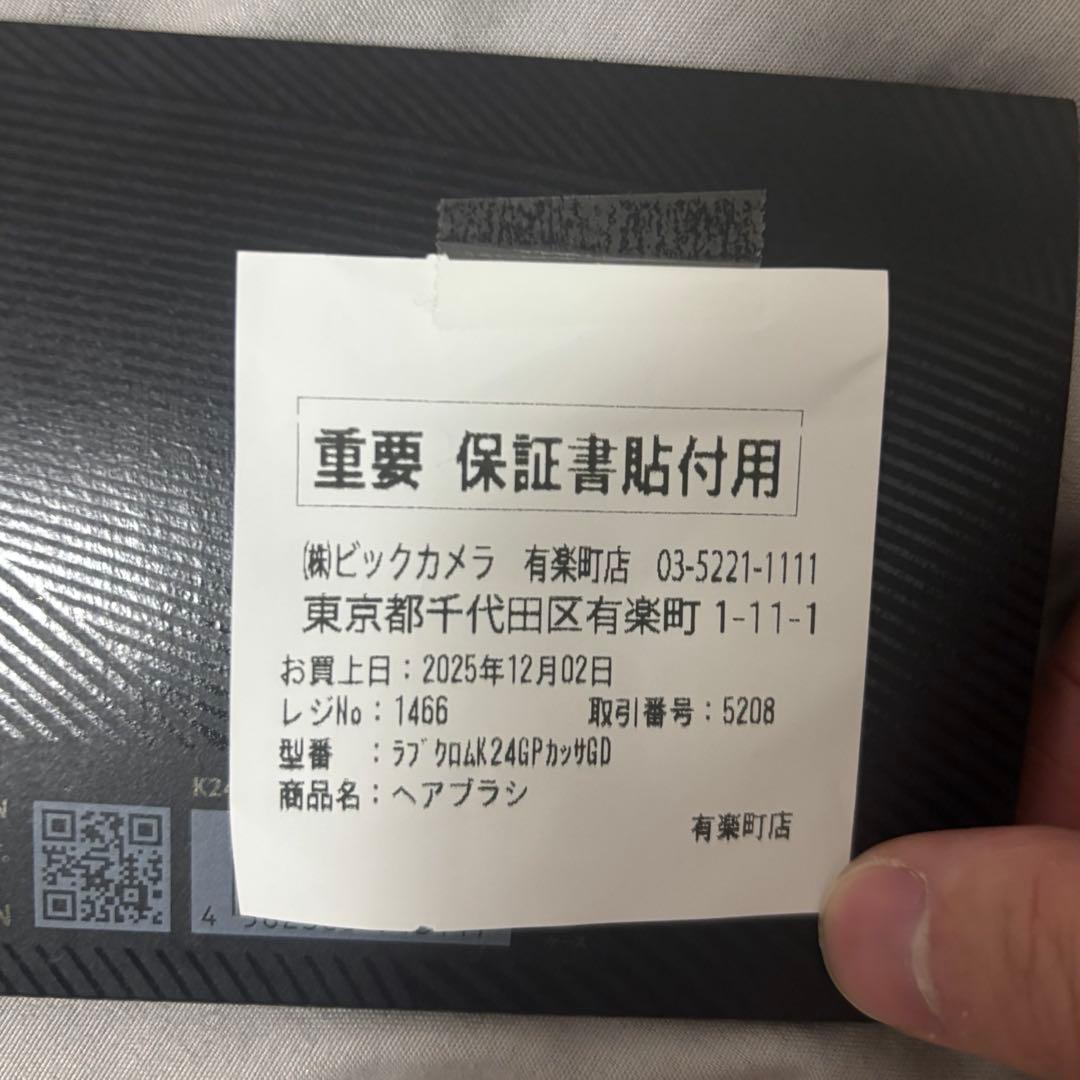 重要 保証書貼付用
㈱ビックカメラ 有楽町店 03-5221-1111
東京都千代田区有楽町1-11-1
お買上日：2025年12月02日
レジNo：1466 取引番号：5208
型番 ：ﾗﾌﾞｸﾛﾑK24GPｶｯｻGD
商品名：ヘアブラシ
有楽町店
K2
N
N
4